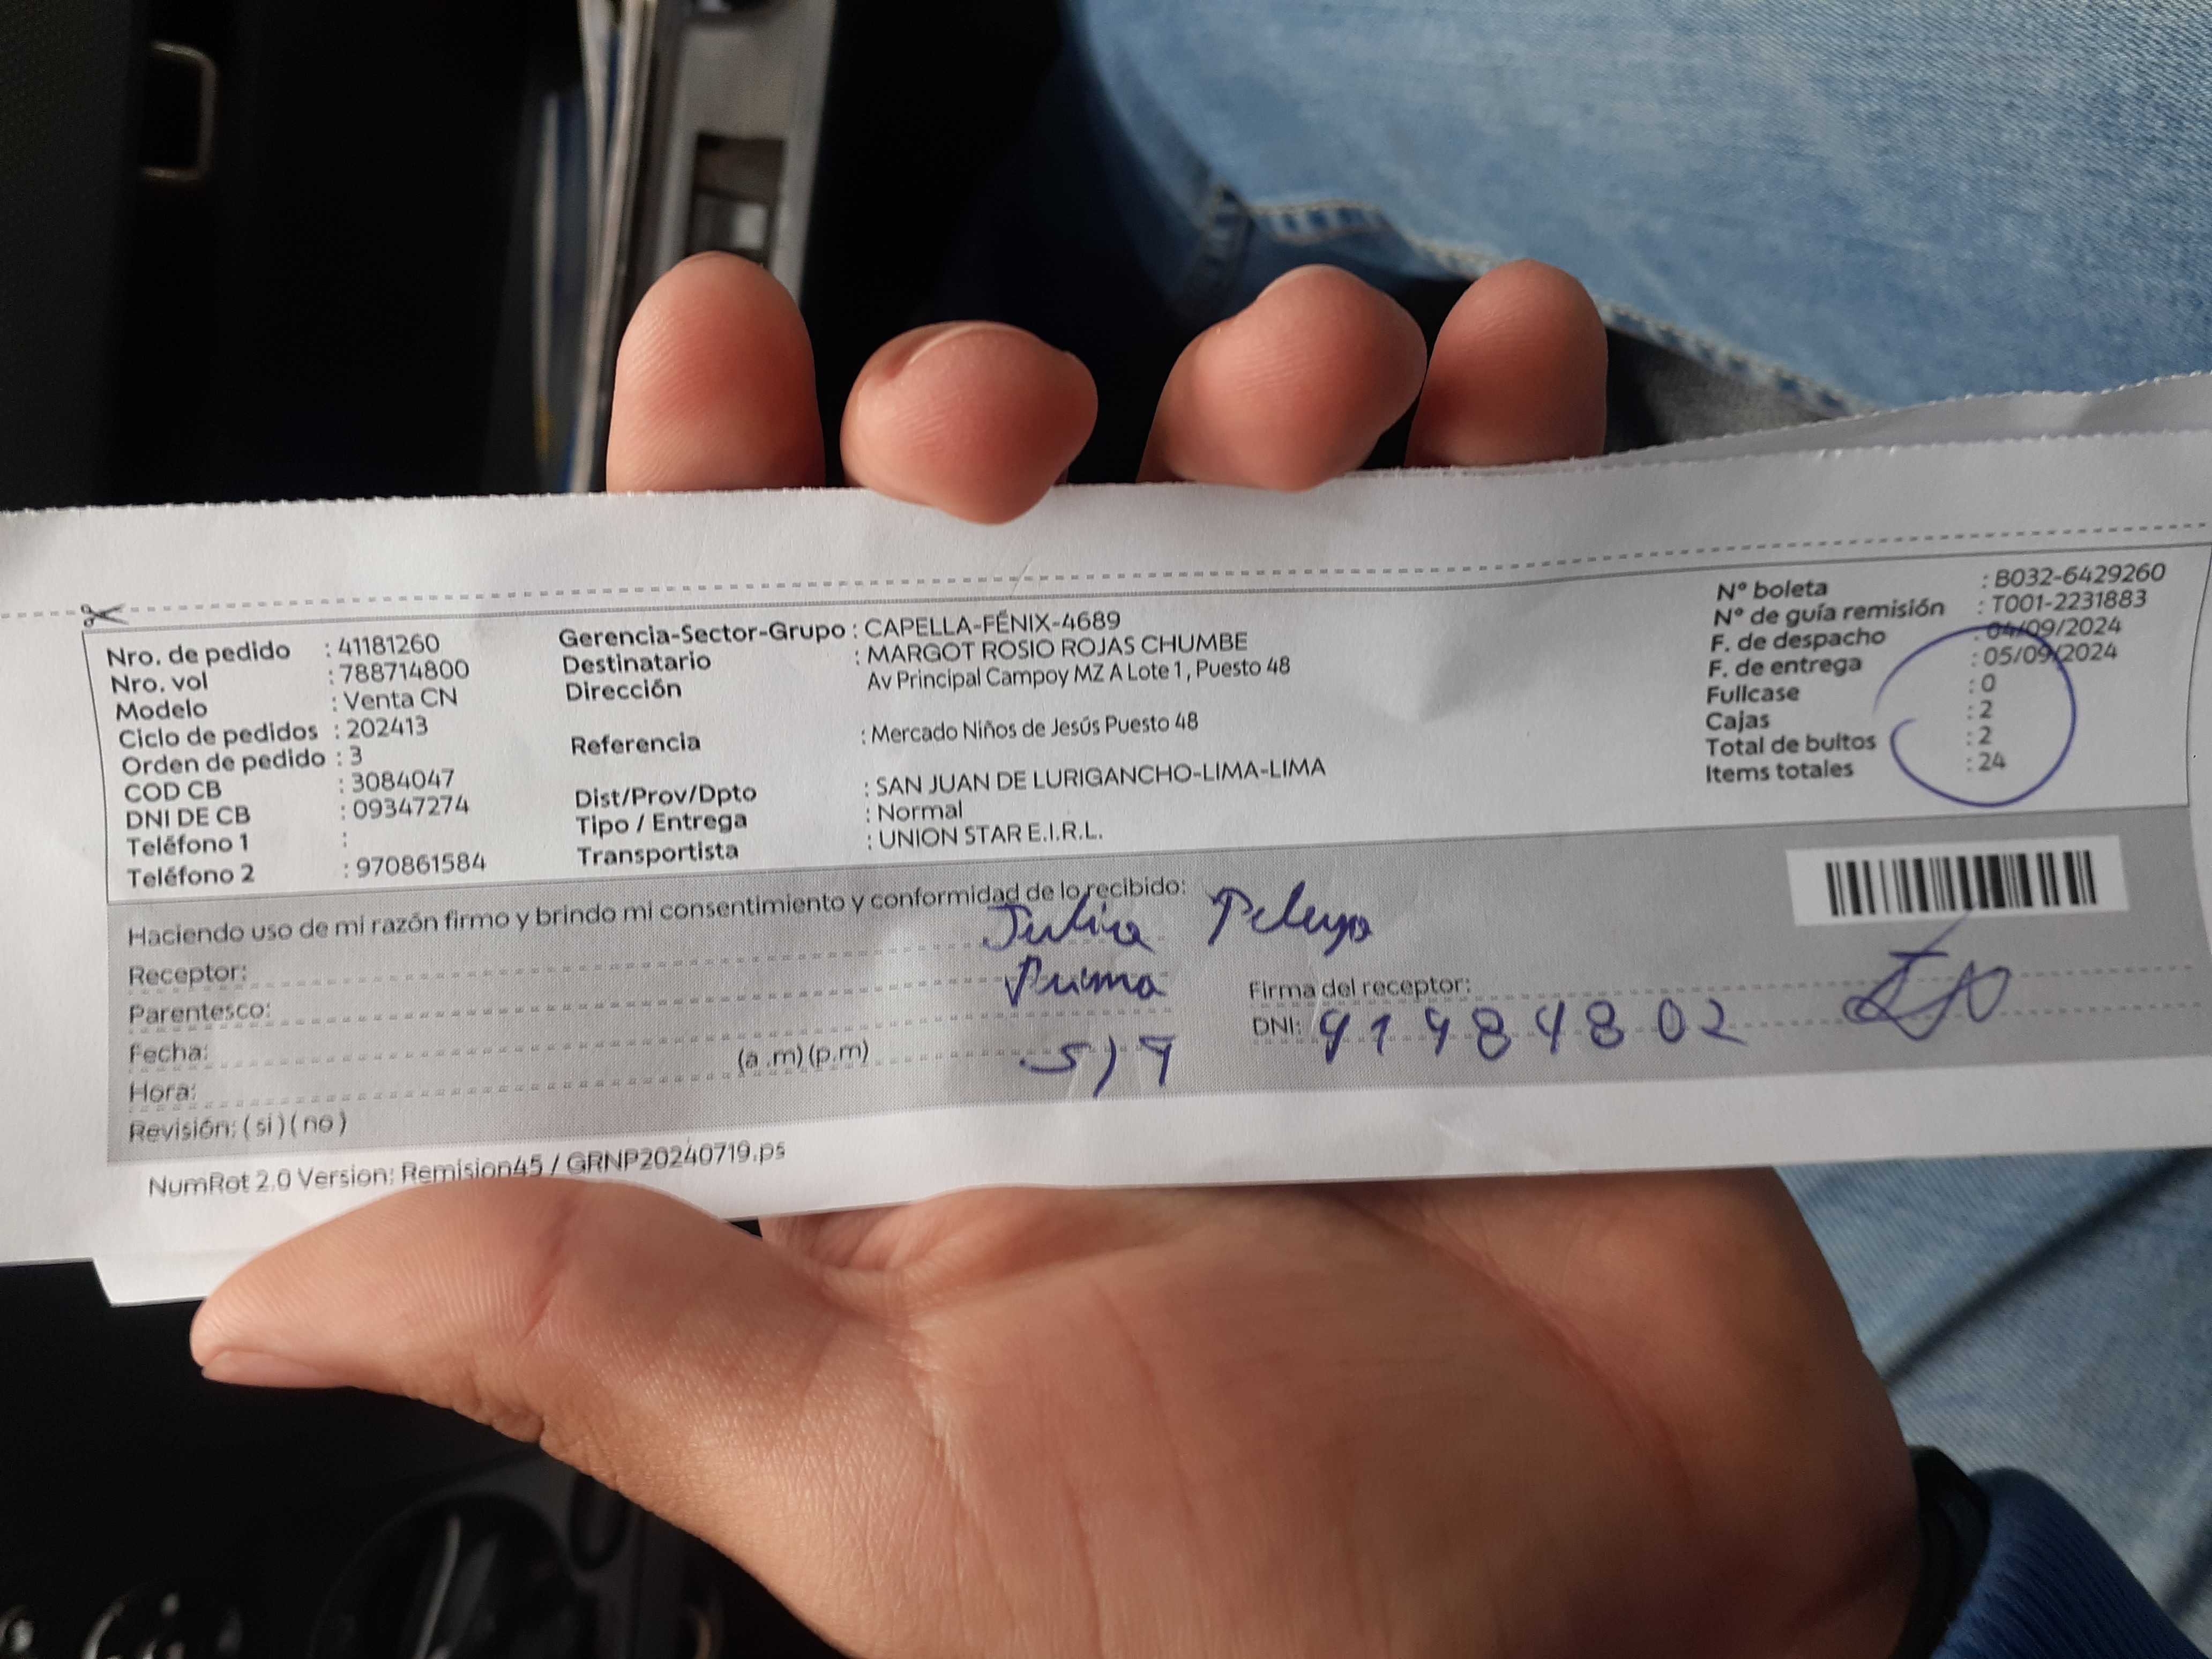 Nro. de pedido : 41181260
Nro. vol : 788714800
Modelo : Venta CN
Ciclo de pedidos : 202413
Orden de pedido : 3
COD CB : 3084047
DNI DE CB : 09347274
Teléfono 1 :
Teléfono 2 : 970861584
Gerencia-Sector-Grupo : CAPELLA-FÉNIX-4689
Destinatario : MARGOT ROSIO ROJAS CHUMBE
Dirección Av Principal Campoy MZ A Lote 1, Puesto 48
Referencia : Mercado Niños de Jesús Puesto 48
Dist/Prov/Dpto : SAN JUAN DE LURIGANCHO-LIMA-LIMA
Tipo / Entrega : Normal
Transportista : UNION STAR E.I.R.L.
Nº boleta : B032-6429260
Nº de guía remisión : T001-2231883
F. de despacho : 04/09/2024
F. de entrega : 05/09/2024
Fullcase : 0
Cajas : 2
Total de bultos : 2
Items totales : 24
Haciendo uso de mi razón firmo y brindo mi consentimiento y conformidad de lo recibido:
Receptor: Julia
Parentesco: Prima
Fecha: 5/9
Hora: (a .m) (p.m)
Revisión: ( si ) ( no )
Firma del receptor:
DNI:
NumRot 2.0 Version: Remision45 / GRNP20240719.ps